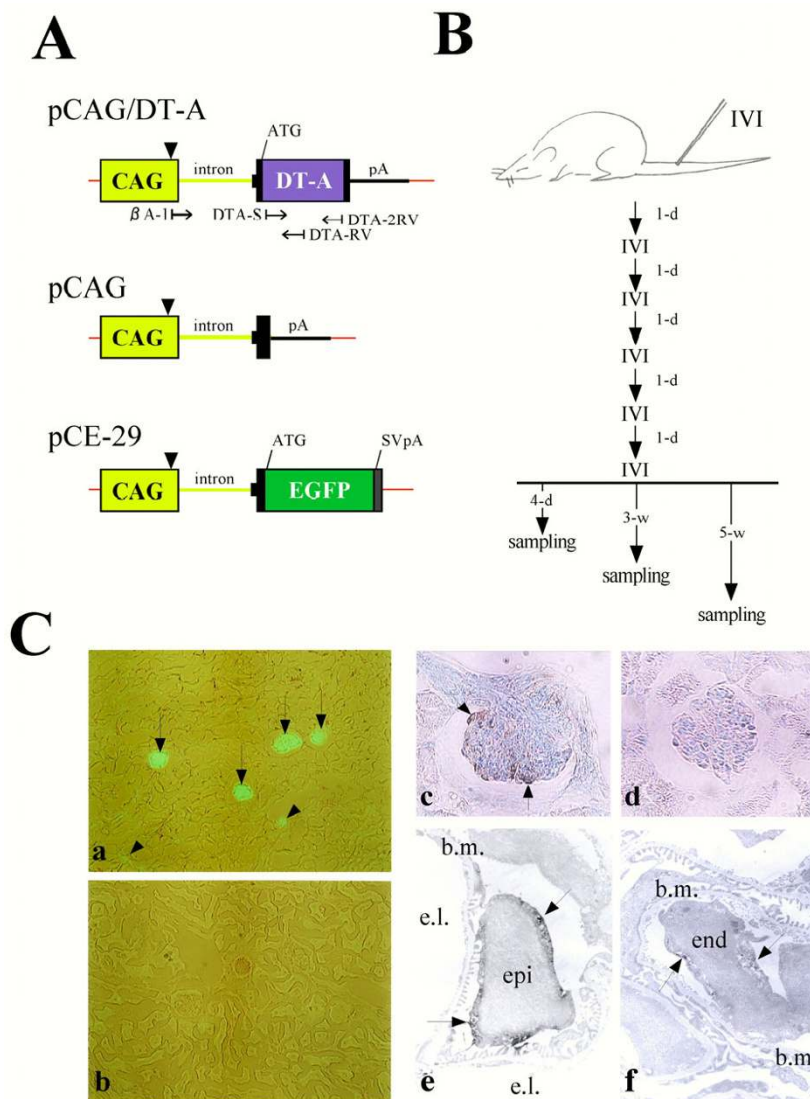 A
pCAG/DT-A
ATG
CAG
intron
DT-A
pA
β A-1
DTA-S
DTA-2RV
DTA-RV
pCAG
CAG
intron
pA
pCE-29
ATG
SVpA
CAG
intron
EGFP
B
IVI
1-d
IVI
1-d
IVI
1-d
IVI
1-d
IVI
1-d
IVI
4-d
3-w
5-w
sampling
sampling
sampling
C
a
b
c
d
b.m.
e.l.
epi
e
e.l.
b.m.
end
b.m
f